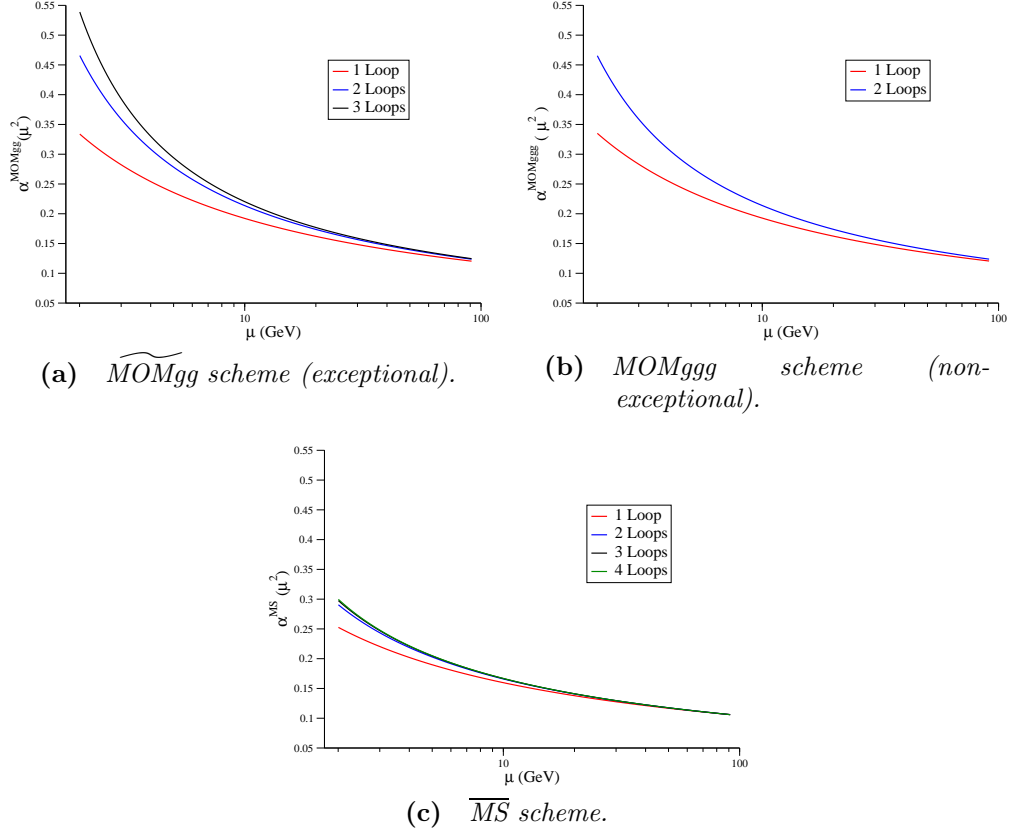 0.55
0.5
0.45
0.4
0.35
0.3
0.25
0.2
0.15
0.1
0.05
α^MOMgg(μ²)
1 Loop
2 Loops
3 Loops
10
100
μ (GeV)
(a) MOMgg scheme (exceptional).
0.55
0.5
0.45
0.4
0.35
0.3
0.25
0.2
0.15
0.1
0.05
α^MOMggg( μ²)
1 Loop
2 Loops
10
100
μ (GeV)
(b) MOMggg scheme (non-
exceptional).
0.55
0.5
0.45
0.4
0.35
0.3
0.25
0.2
0.15
0.1
0.05
α^MS (μ²)
1 Loop
2 Loops
3 Loops
4 Loops
10
100
μ (GeV)
(c) MS scheme.